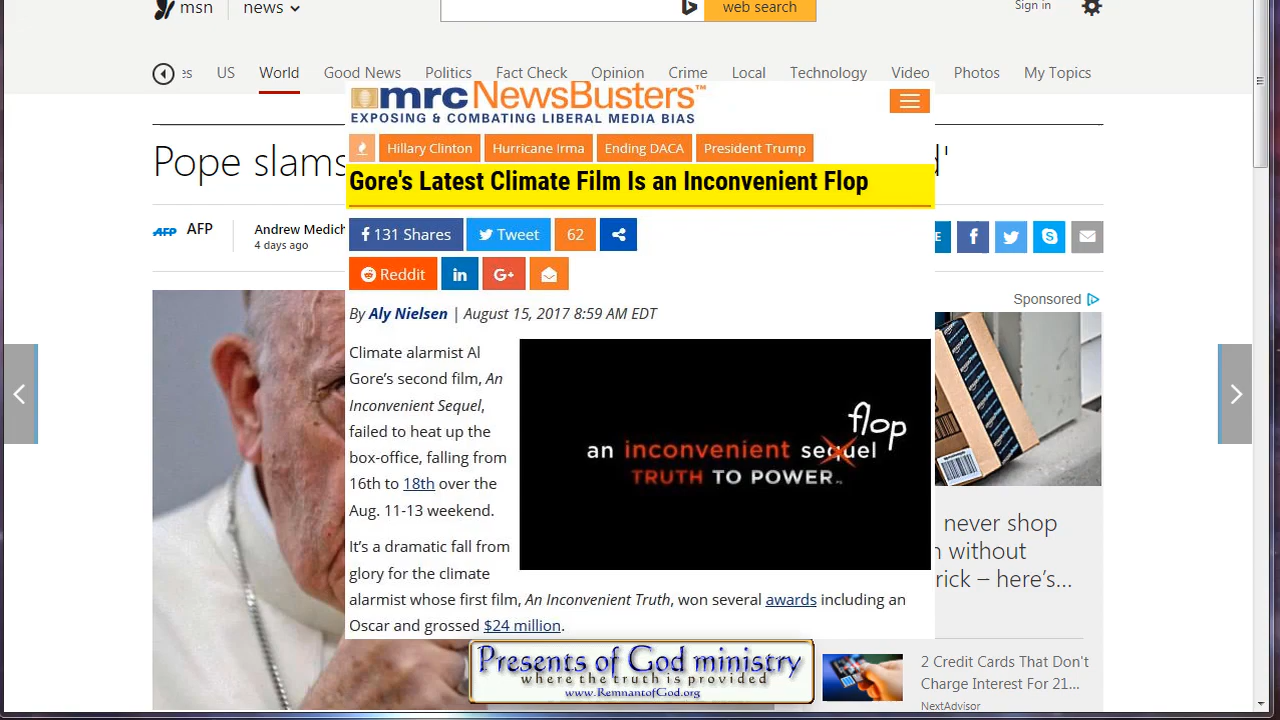 msn
news
web search
Sign in
es
US
World
Good News
Politics
Fact Check
Opinion
Crime
Local
Technology
Video
Photos
My Topics
mrc NewsBusters™
EXPOSING & COMBATING LIBERAL MEDIA BIAS
Hillary Clinton
Hurricane Irma
Ending DACA
President Trump
Pope slams
d'
Gore's Latest Climate Film Is an Inconvenient Flop
AFP
AFP
Andrew Medich
4 days ago
131 Shares
Tweet
62
E
Reddit
in
G+
Sponsored
By Aly Nielsen | August 15, 2017 8:59 AM EDT
Climate alarmist Al
Gore's second film, An
Inconvenient Sequel,
failed to heat up the
box-office, falling from
16th to 18th over the
Aug. 11-13 weekend.
It's a dramatic fall from
glory for the climate
alarmist whose first film, An Inconvenient Truth, won several awards including an
Oscar and grossed $24 million.
flop
an inconvenient sequel
TRUTH TO POWER
never shop
n without
rick – here's...
Presents of God ministry
where the truth is provided
www.RemnantofGod.org
2 Credit Cards That Don't
Charge Interest For 21...
NextAdvisor